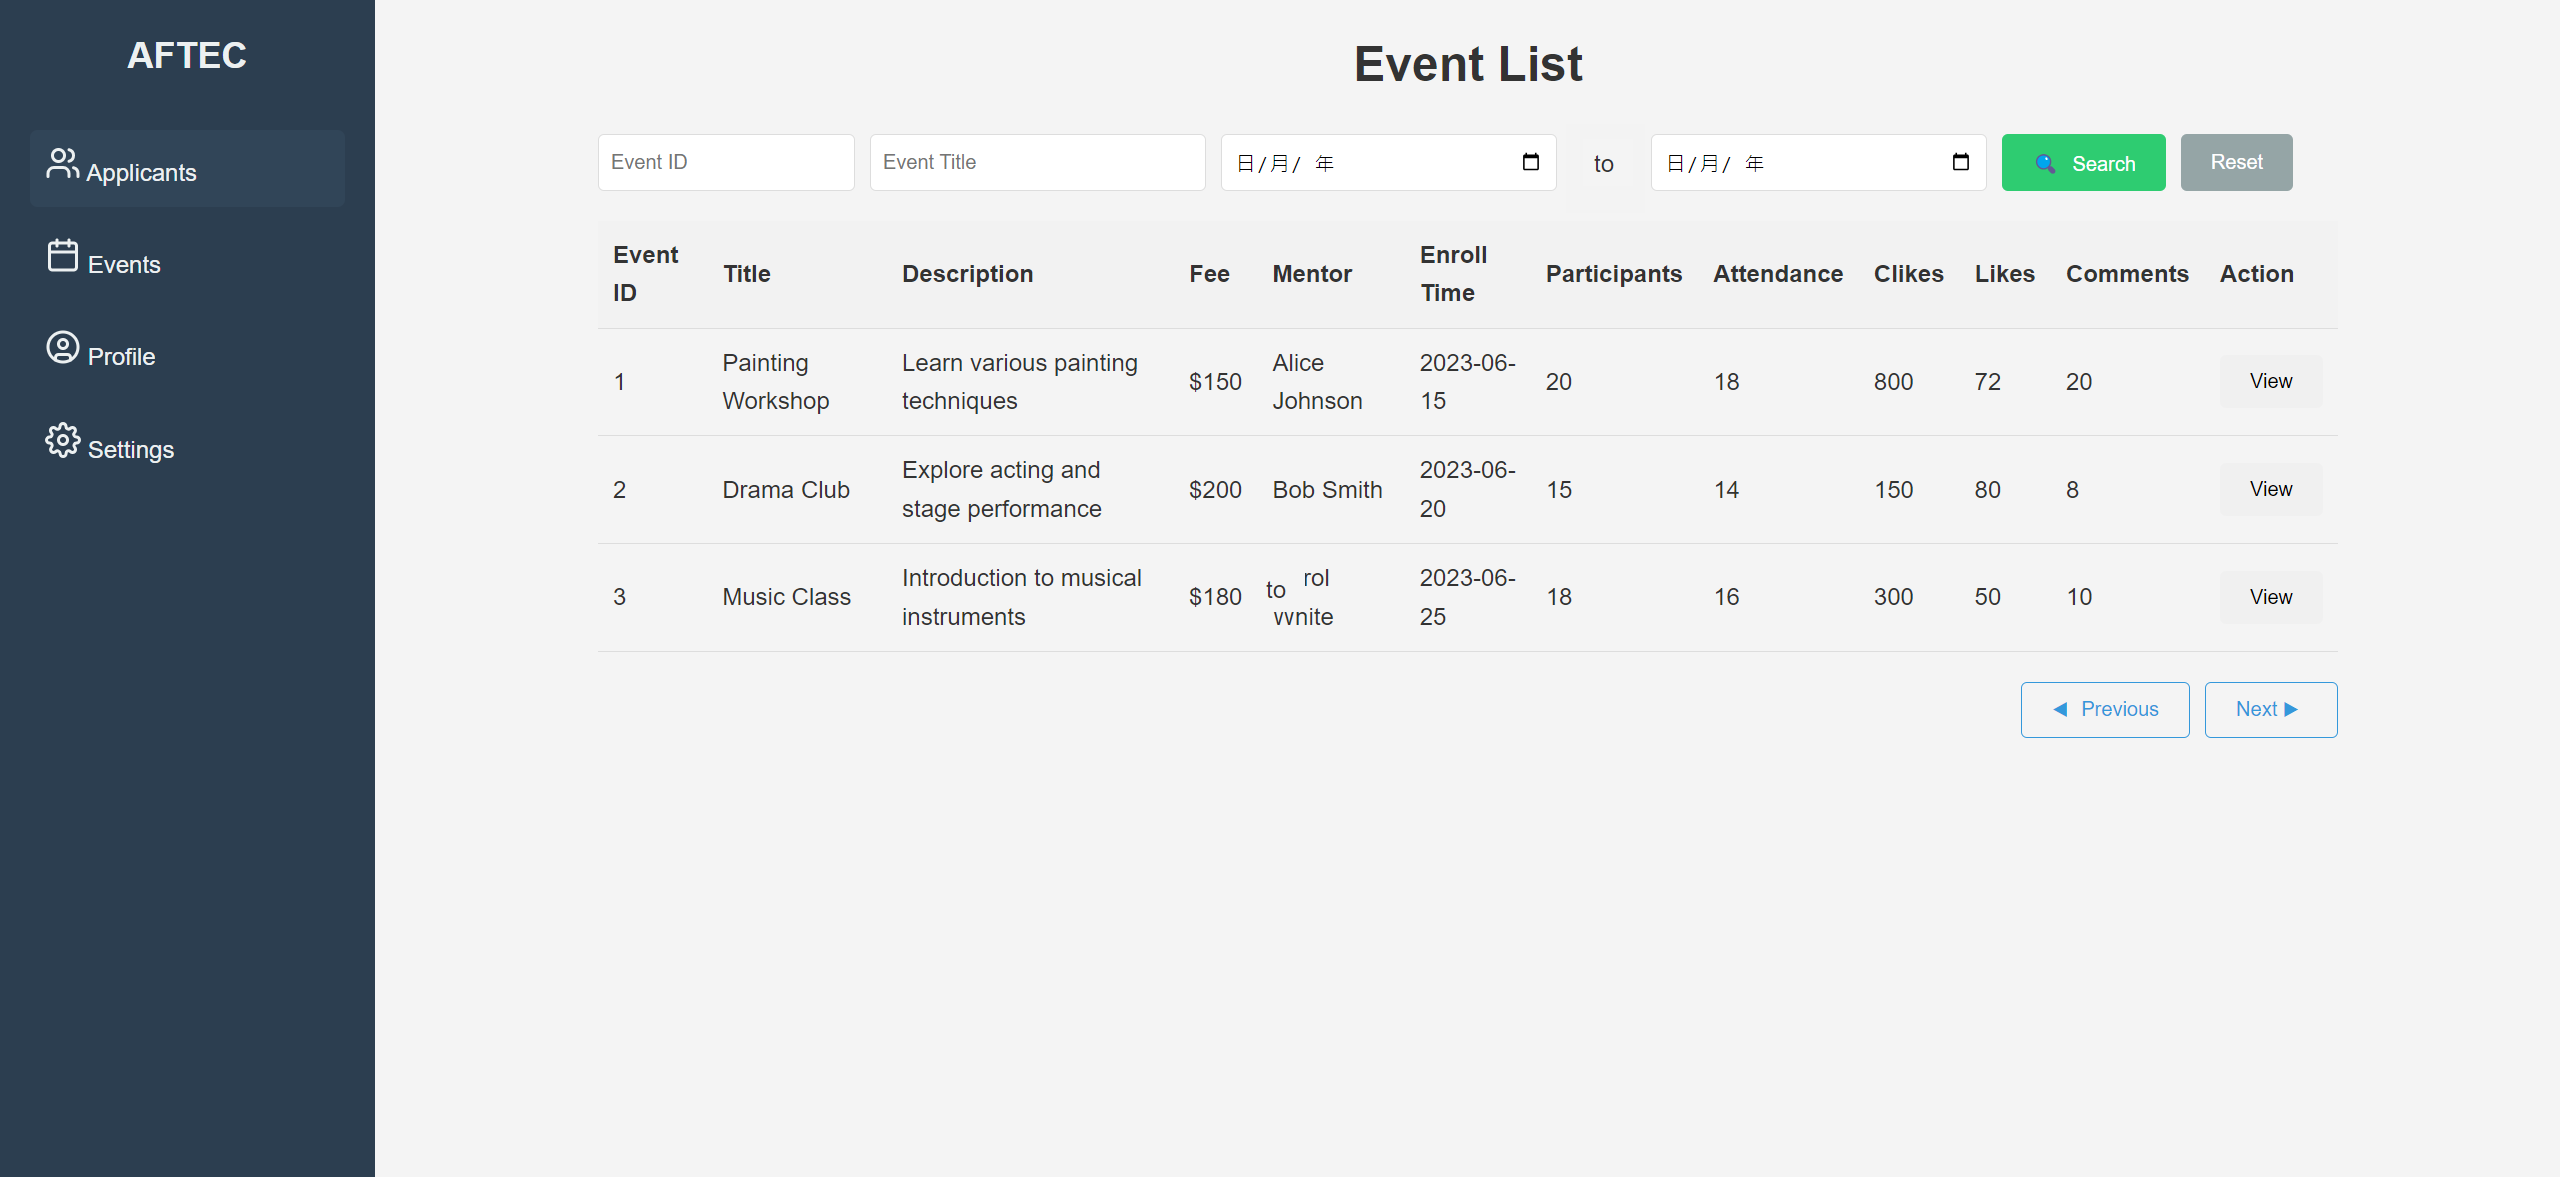 AFTEC
Applicants
Events
Profile
Settings
Event List
Event ID
Event Title
日/月/ 年
to
日/月/ 年
Search
Reset
Event ID Title Description Fee Mentor Enroll Time Participants Attendance Clikes Likes Comments Action
1 Painting Workshop Learn various painting techniques $150 Alice Johnson 2023-06-15 20 18 800 72 20 View
2 Drama Club Explore acting and stage performance $200 Bob Smith 2023-06-20 15 14 150 80 8 View
3 Music Class Introduction to musical instruments $180 to 2023-06-25 18 16 300 50 10 View
◀ Previous
Next ▶